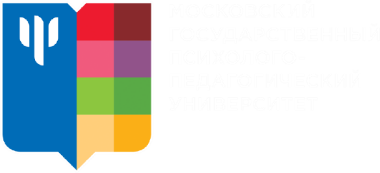 МОСКОВСКИЙ
ГОСУДАРСТВЕННЫЙ
ПСИХОЛОГО-
ПЕДАГОГИЧЕСКИЙ
УНИВЕРСИТЕТ